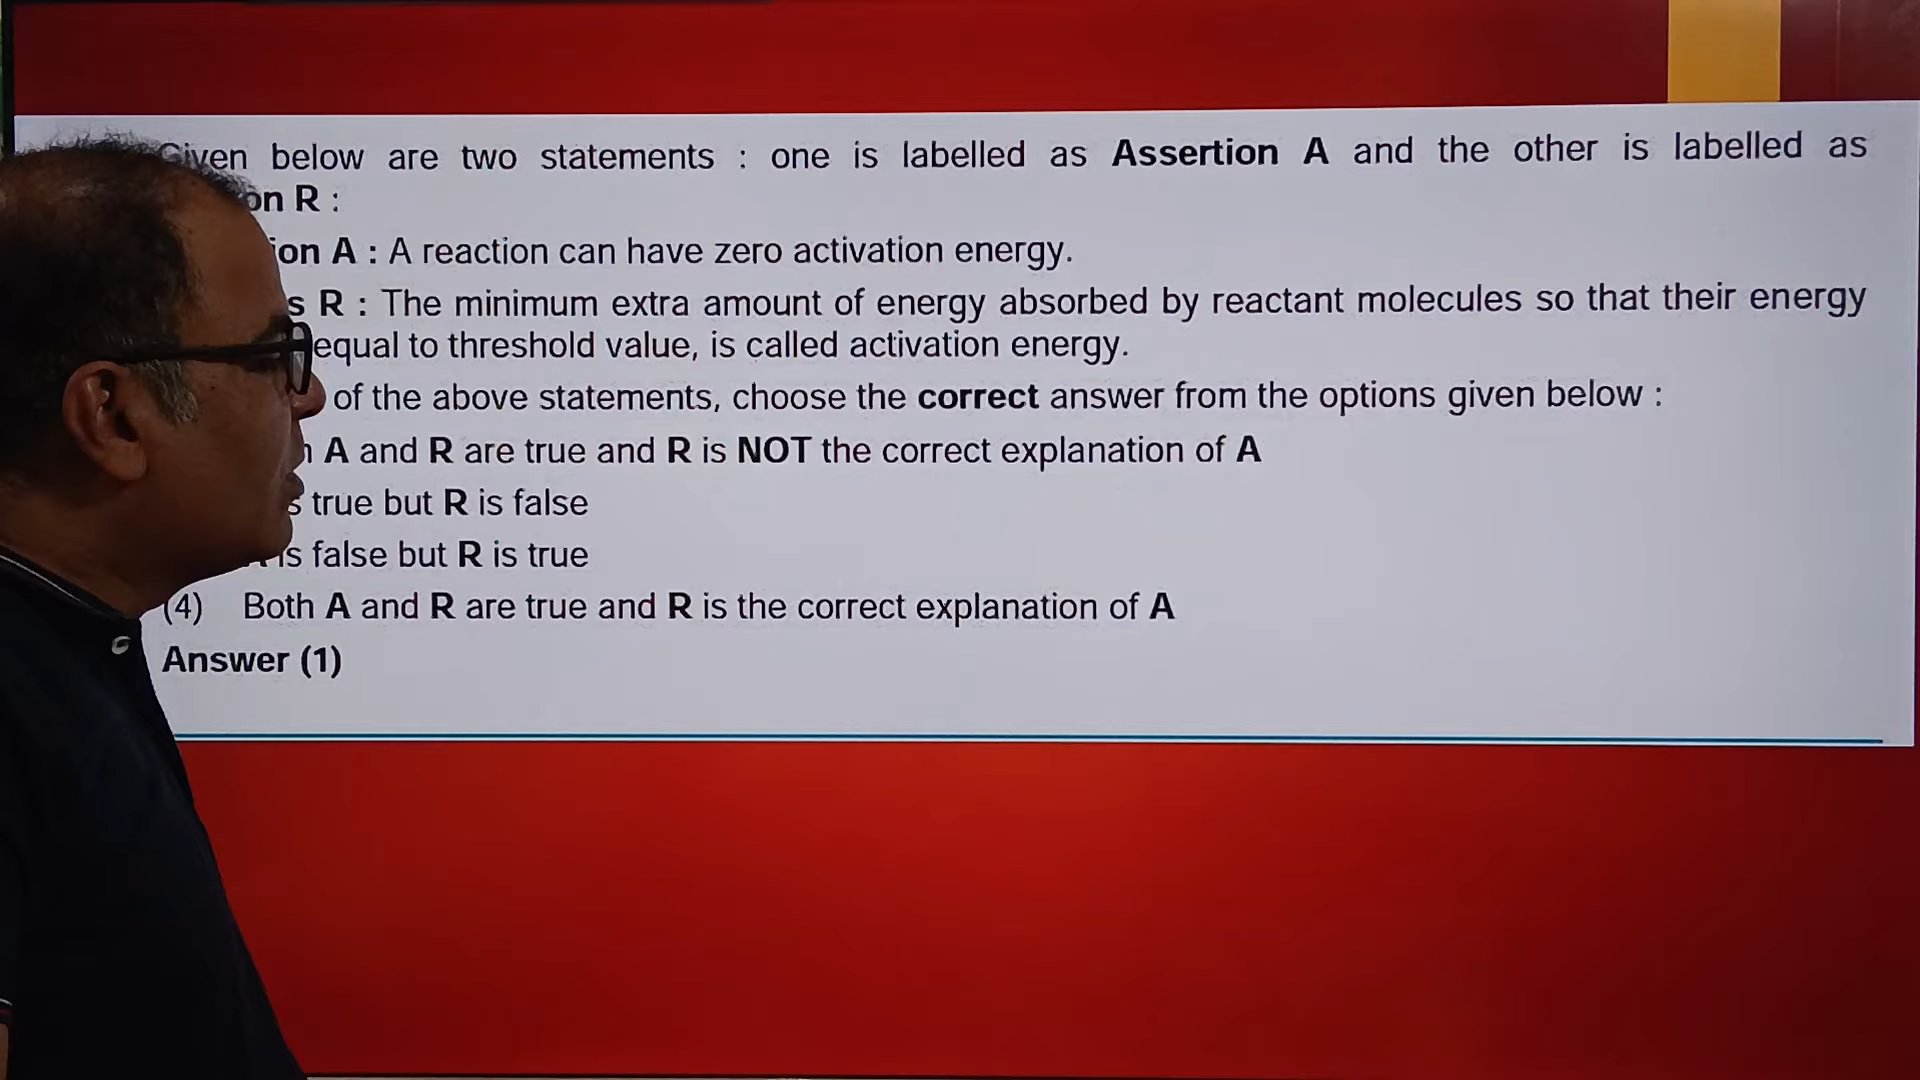 Given below are two statements : one is labelled as Assertion A and the other is labelled as
on R :
ion A : A reaction can have zero activation energy.
s R : The minimum extra amount of energy absorbed by reactant molecules so that their energy
equal to threshold value, is called activation energy.
of the above statements, choose the correct answer from the options given below :
A and R are true and R is NOT the correct explanation of A
s true but R is false
is false but R is true
(4) Both A and R are true and R is the correct explanation of A
Answer (1)